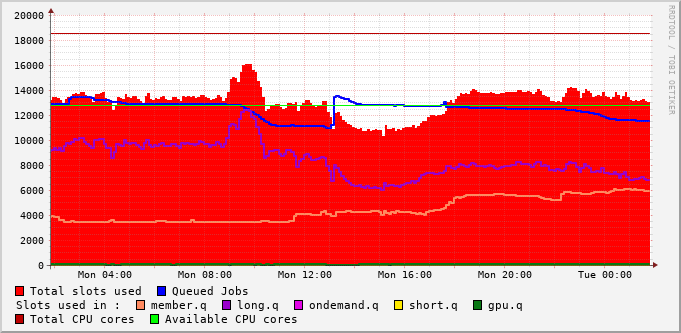 20000
18000
16000
14000
12000
10000
8000
6000
4000
2000
0
Mon 04:00 Mon 08:00 Mon 12:00 Mon 16:00 Mon 20:00 Tue 00:00
RRDTOOL / TOBI OETIKER
Total slots used Queued Jobs
Slots used in : member.q long.q ondemand.q short.q gpu.q
Total CPU cores Available CPU cores